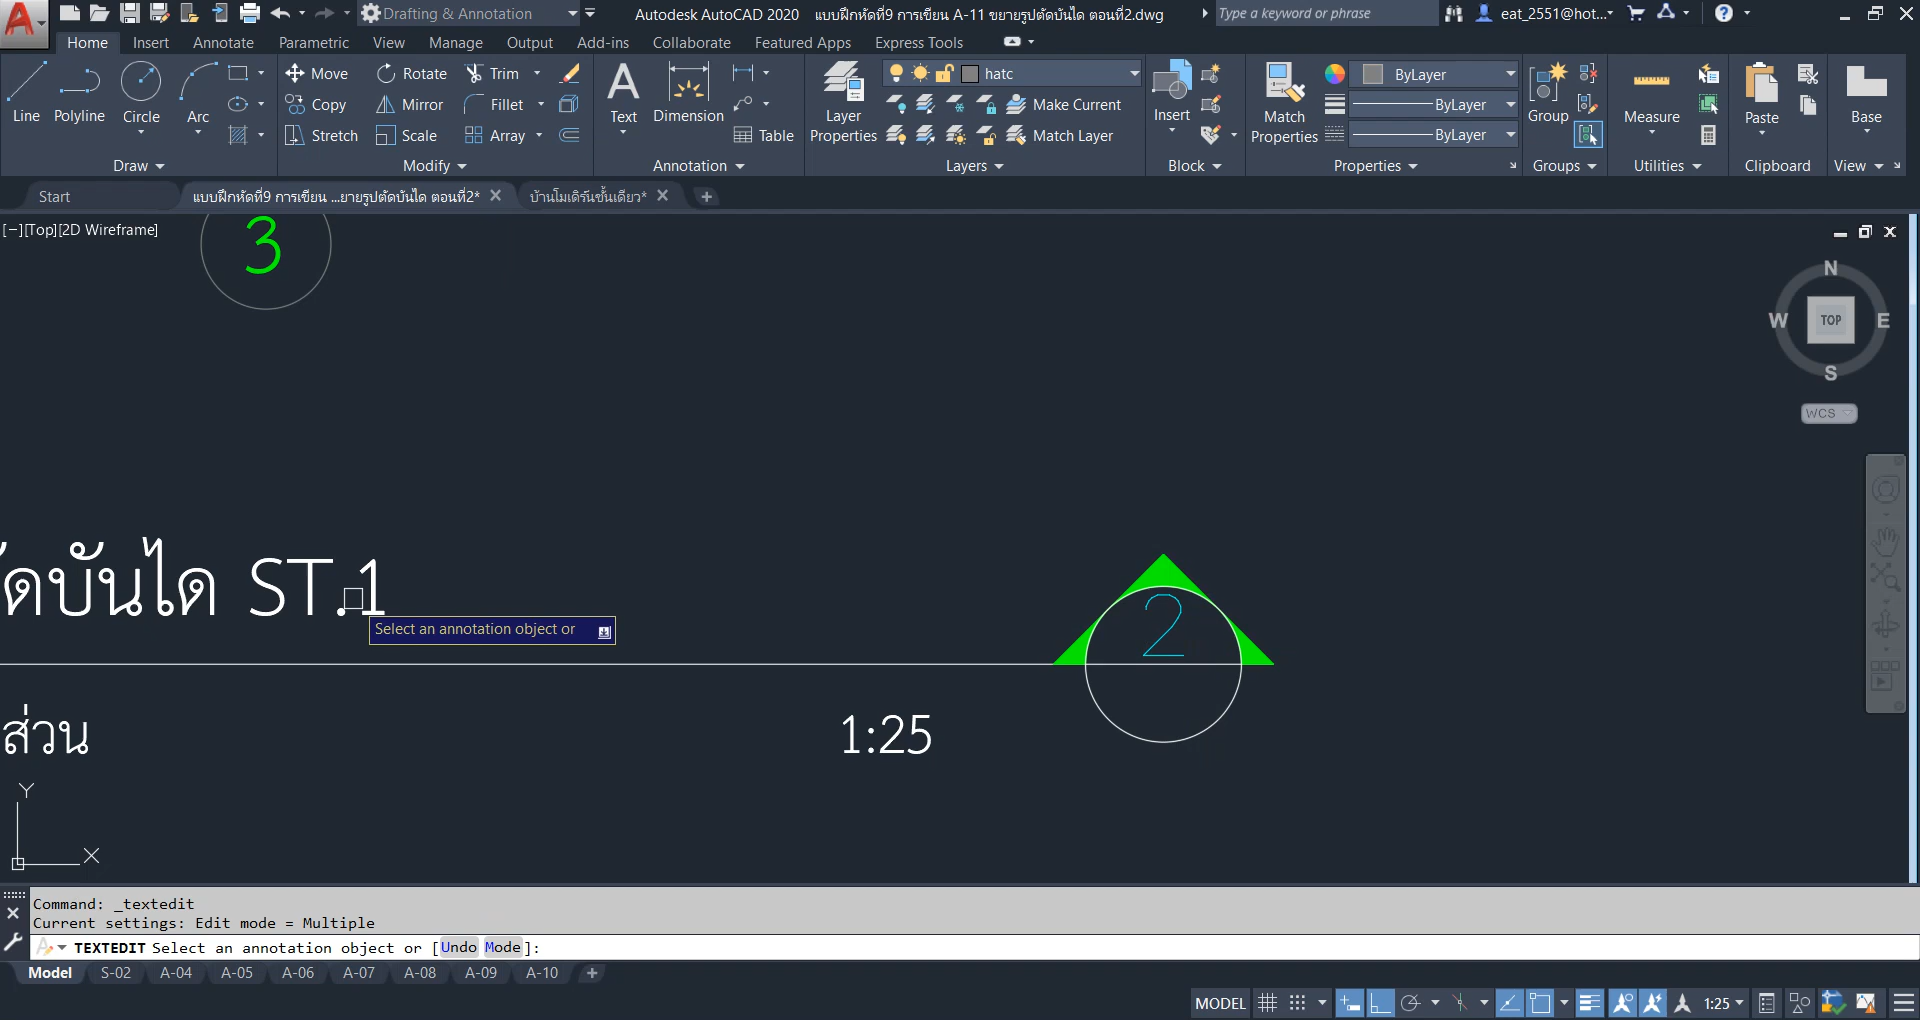 Drafting & Annotation
Autodesk AutoCAD 2020 แบบฝึกหัดที่9 การเขียน A-11 ขยายรูปตัดบันได ตอนที่2.dwg
Type a keyword or phrase
eat_2551@hot...
Home Insert Annotate Parametric View Manage Output Add-ins Collaborate Featured Apps Express Tools
Line Polyline Circle Arc
Move Rotate Trim
Copy Mirror Fillet
Stretch Scale Array
Text Dimension Table
Layer Properties
hatc
Make Current
Match Layer
Insert
Match Properties
ByLayer
ByLayer
ByLayer
Group
Measure
Paste
Base
Draw Modify Annotation Layers Block Properties Groups Utilities Clipboard View
Start
แบบฝึกหัดที่9 การเขียน ...ยายรูปตัดบันได ตอนที่2*
บ้านโมเดิร์นชั้นเดียว*
[−][Top][2D Wireframe]
3
N
W TOP E
S
WCS
ัดบันได ST.1
Select an annotation object or
2
ส่วน
1:25
Y
X
Command: _textedit
Current settings: Edit mode = Multiple
TEXTEDIT Select an annotation object or [Undo Mode]:
Model S-02 A-04 A-05 A-06 A-07 A-08 A-09 A-10
MODEL
1:25